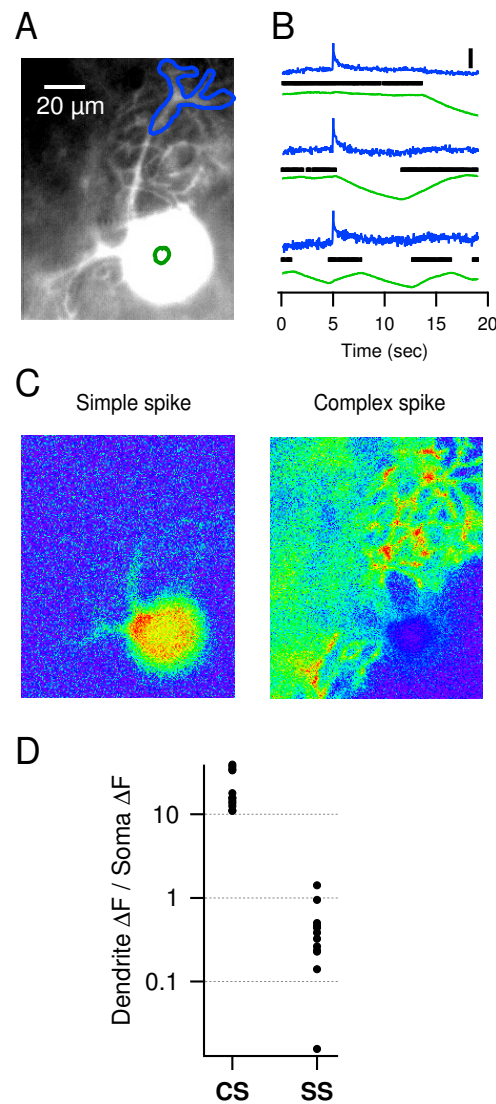 A
20 µm
B
0
5
10
15
20
Time (sec)
C
Simple spike
Complex spike
D
Dendrite ΔF / Soma ΔF
10
1
0.1
CS
SS